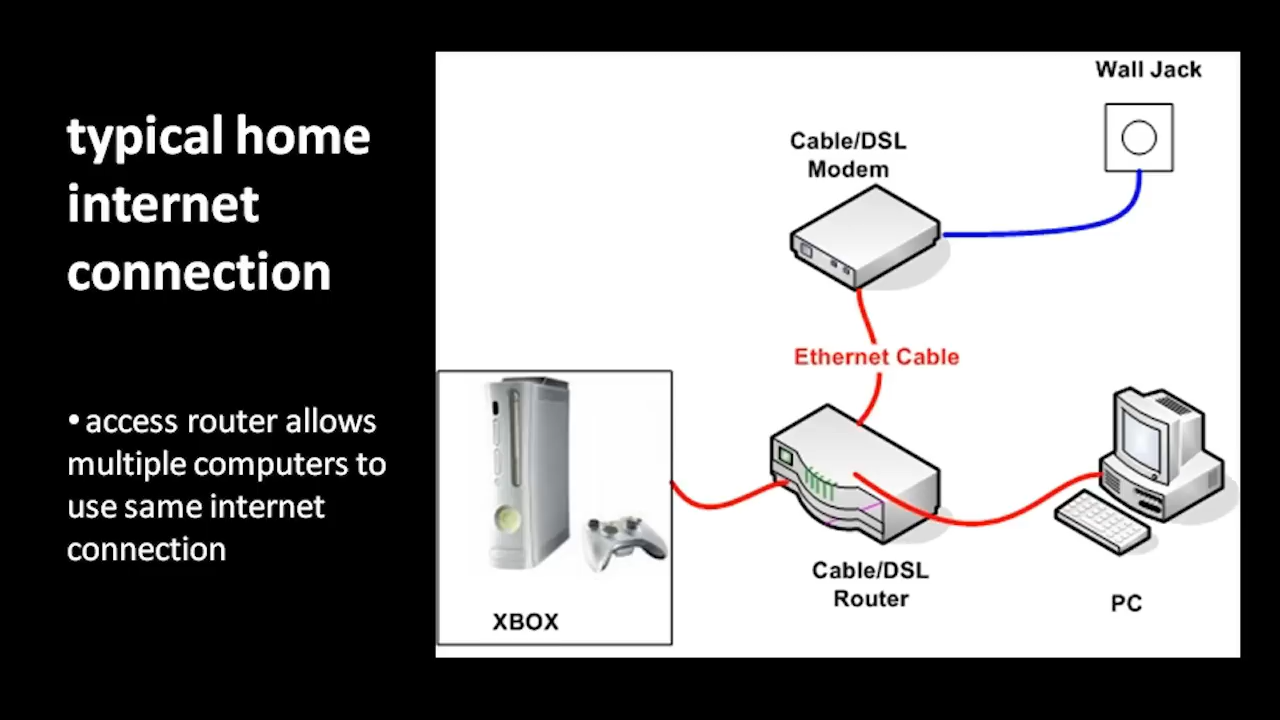 typical home
internet
connection
• access router allows
multiple computers to
use same internet
connection
Wall Jack
Cable/DSL
Modem
Ethernet Cable
Cable/DSL
Router
PC
XBOX